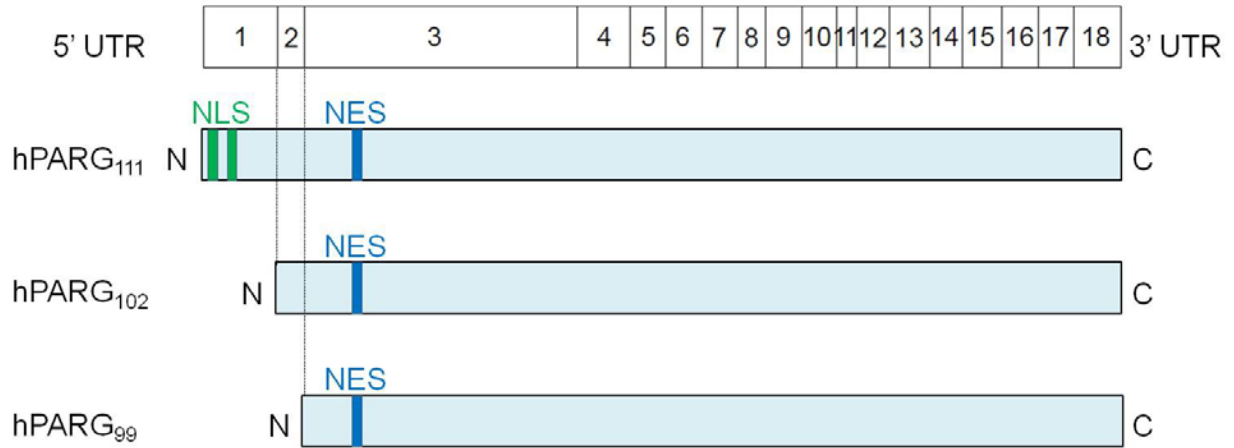 5' UTR 1 2 3 4 5 6 7 8 9 10 11 12 13 14 15 16 17 18 3' UTR
NLS NES
hPARG111 N C
NES
hPARG102 N C
NES
hPARG99 N C